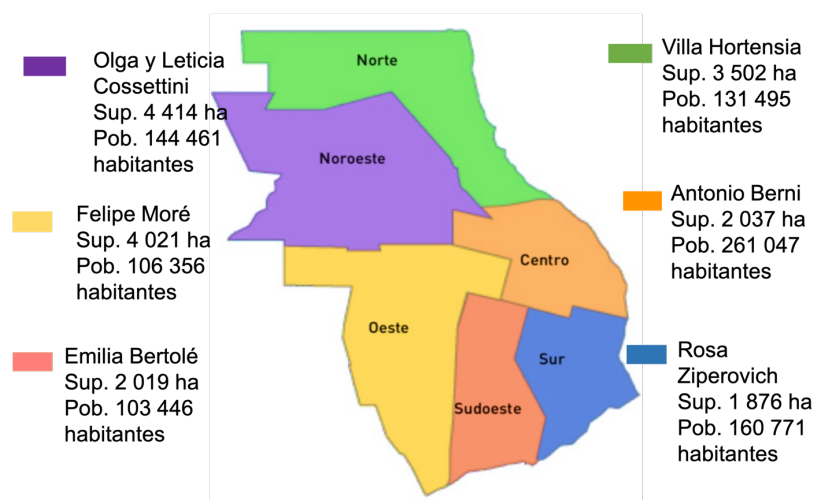 Olga y Leticia
Cossettini
Sup. 4 414 ha
Pob. 144 461
habitantes
Felipe Moré
Sup. 4 021 ha
Pob. 106 356
habitantes
Emilia Bertolé
Sup. 2 019 ha
Pob. 103 446
habitantes
Norte
Noroeste
Centro
Oeste
Sur
Sudoeste
Villa Hortensia
Sup. 3 502 ha
Pob. 131 495
habitantes
Antonio Berni
Sup. 2 037 ha
Pob. 261 047
habitantes
Rosa
Ziperovich
Sup. 1 876 ha
Pob. 160 771
habitantes